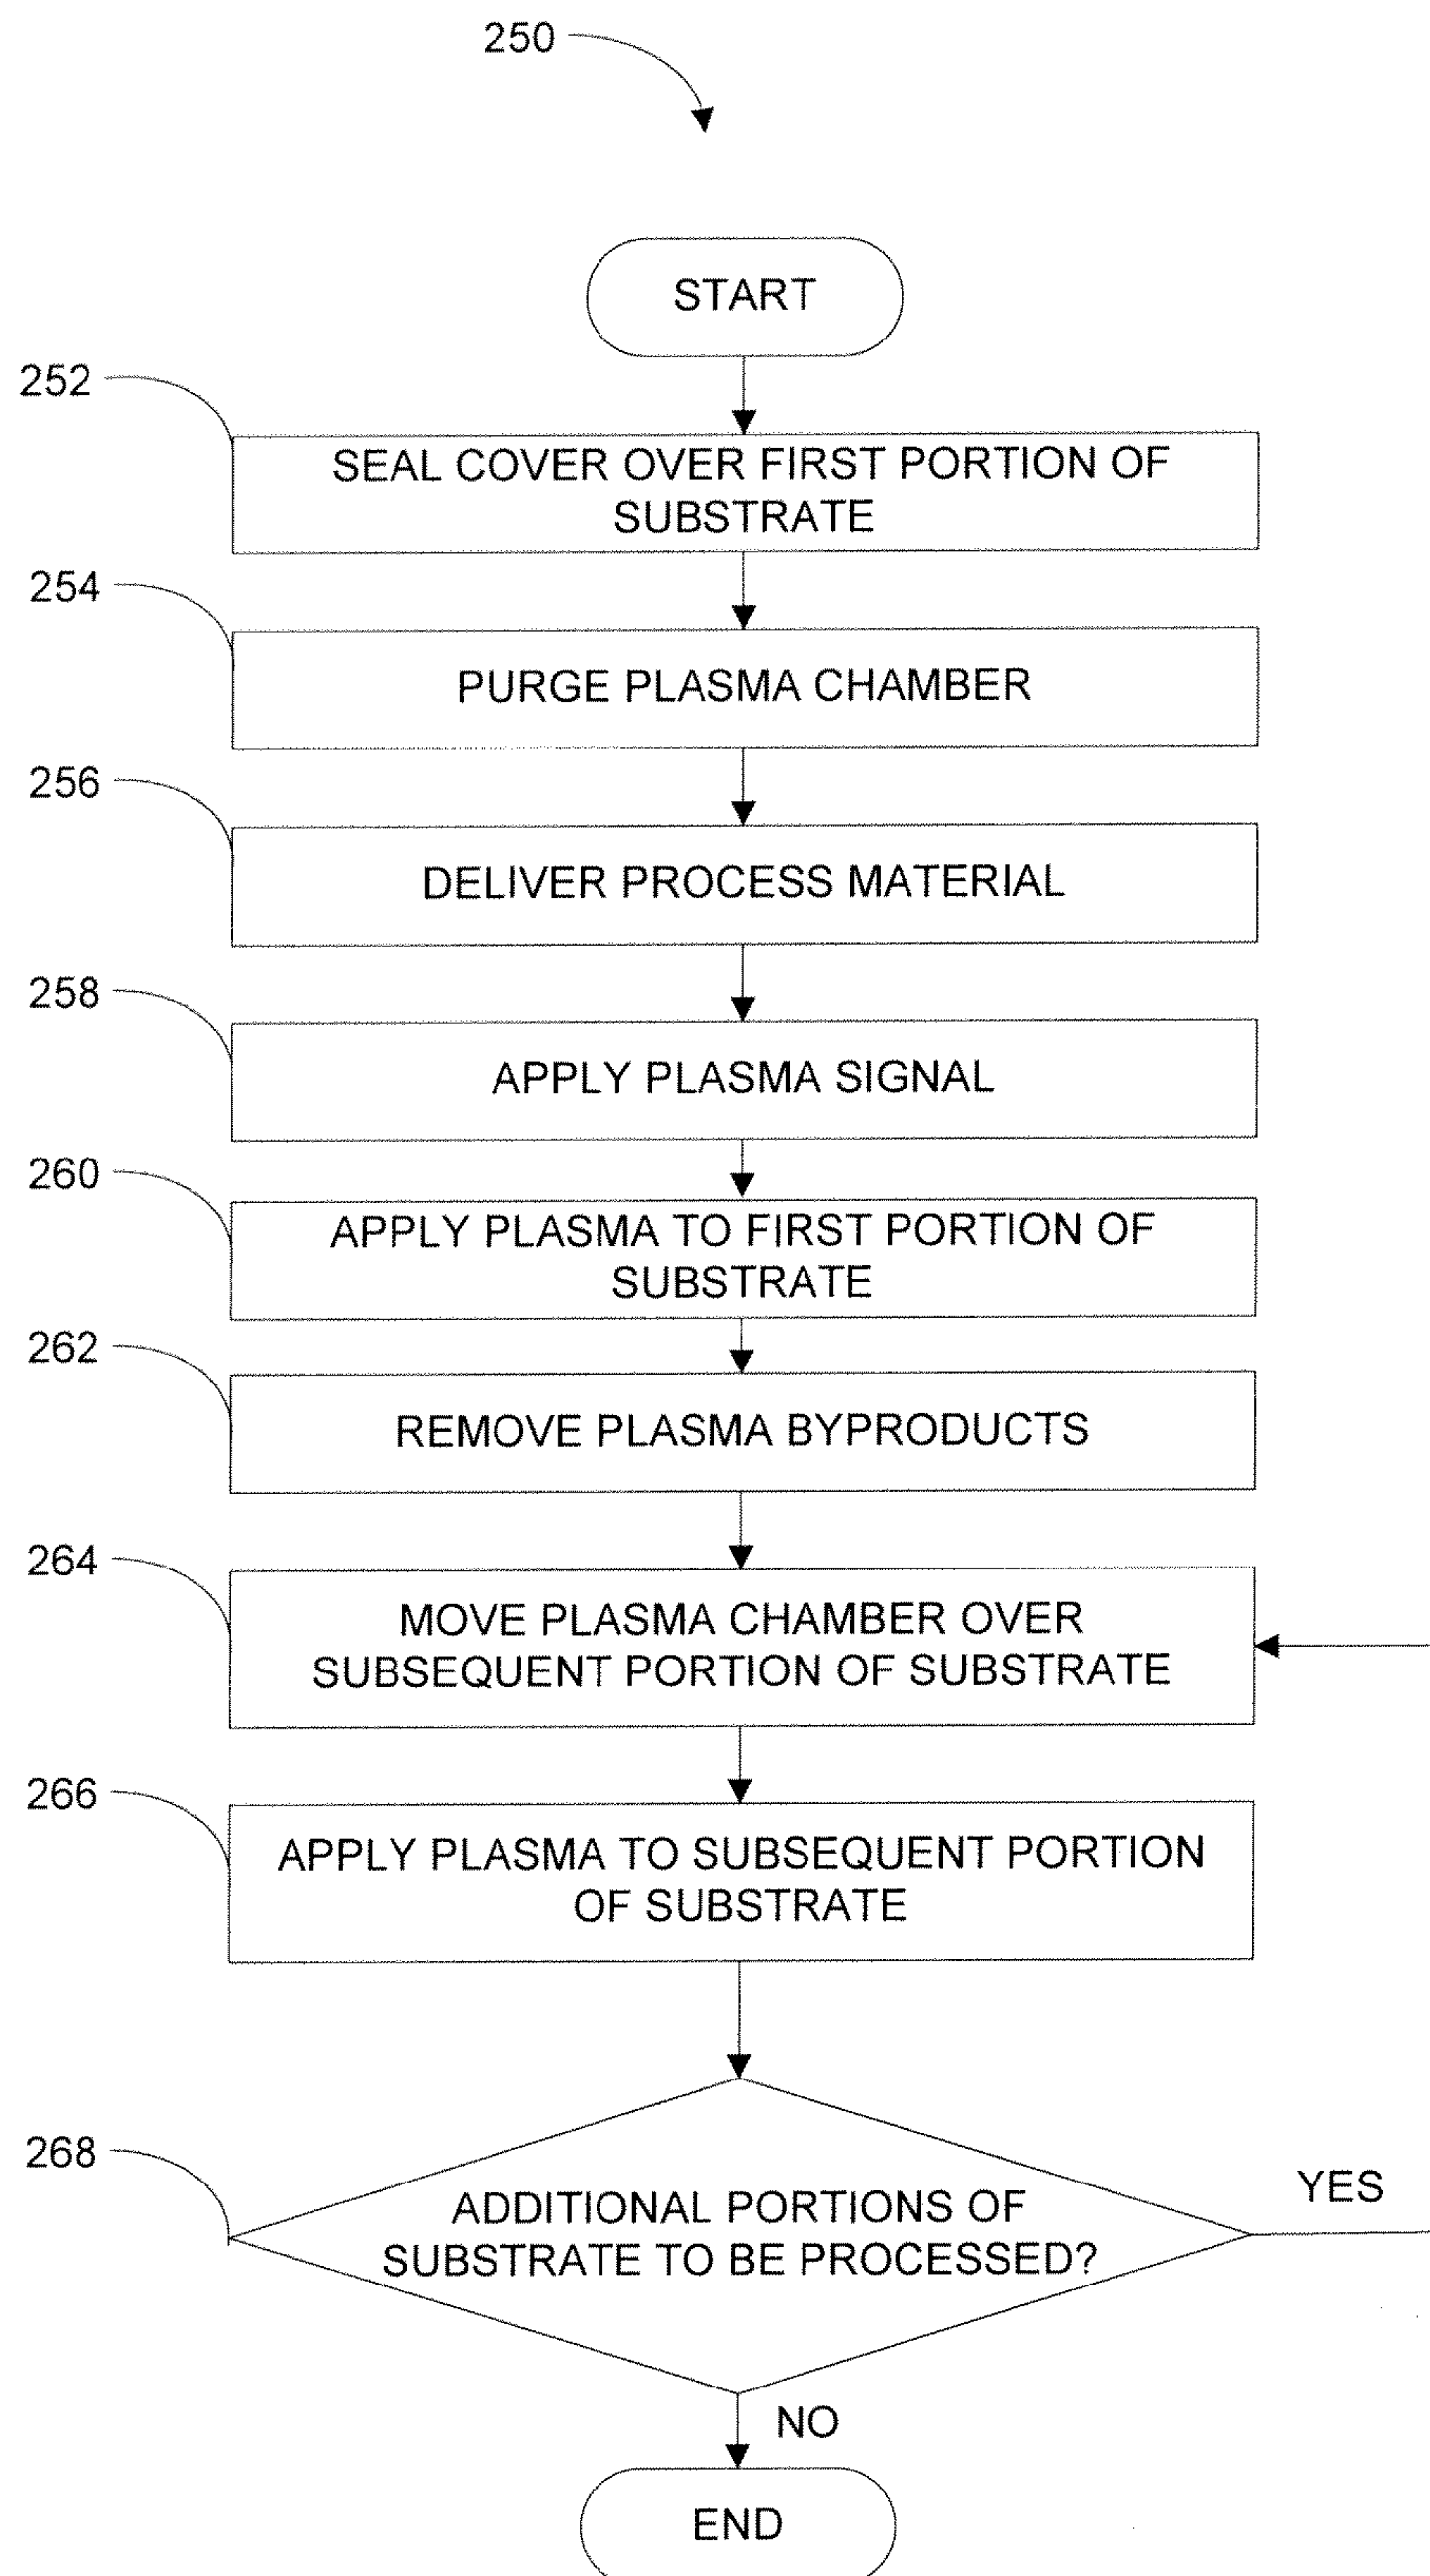 250
START
252
SEAL COVER OVER FIRST PORTION OF
SUBSTRATE
254
PURGE PLASMA CHAMBER
256
DELIVER PROCESS MATERIAL
258
APPLY PLASMA SIGNAL
260
APPLY PLASMA TO FIRST PORTION OF
SUBSTRATE
262
REMOVE PLASMA BYPRODUCTS
264
MOVE PLASMA CHAMBER OVER
SUBSEQUENT PORTION OF SUBSTRATE
266
APPLY PLASMA TO SUBSEQUENT PORTION
OF SUBSTRATE
268
ADDITIONAL PORTIONS OF
SUBSTRATE TO BE PROCESSED?
YES
NO
END